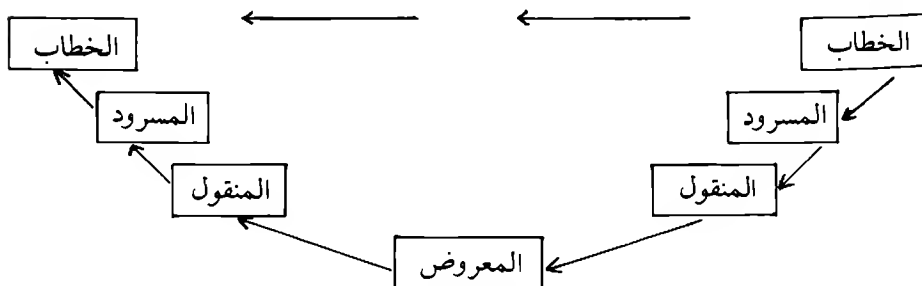 الخطاب الخطاب
المسرود المسرود
المنقول المنقول
المعروض